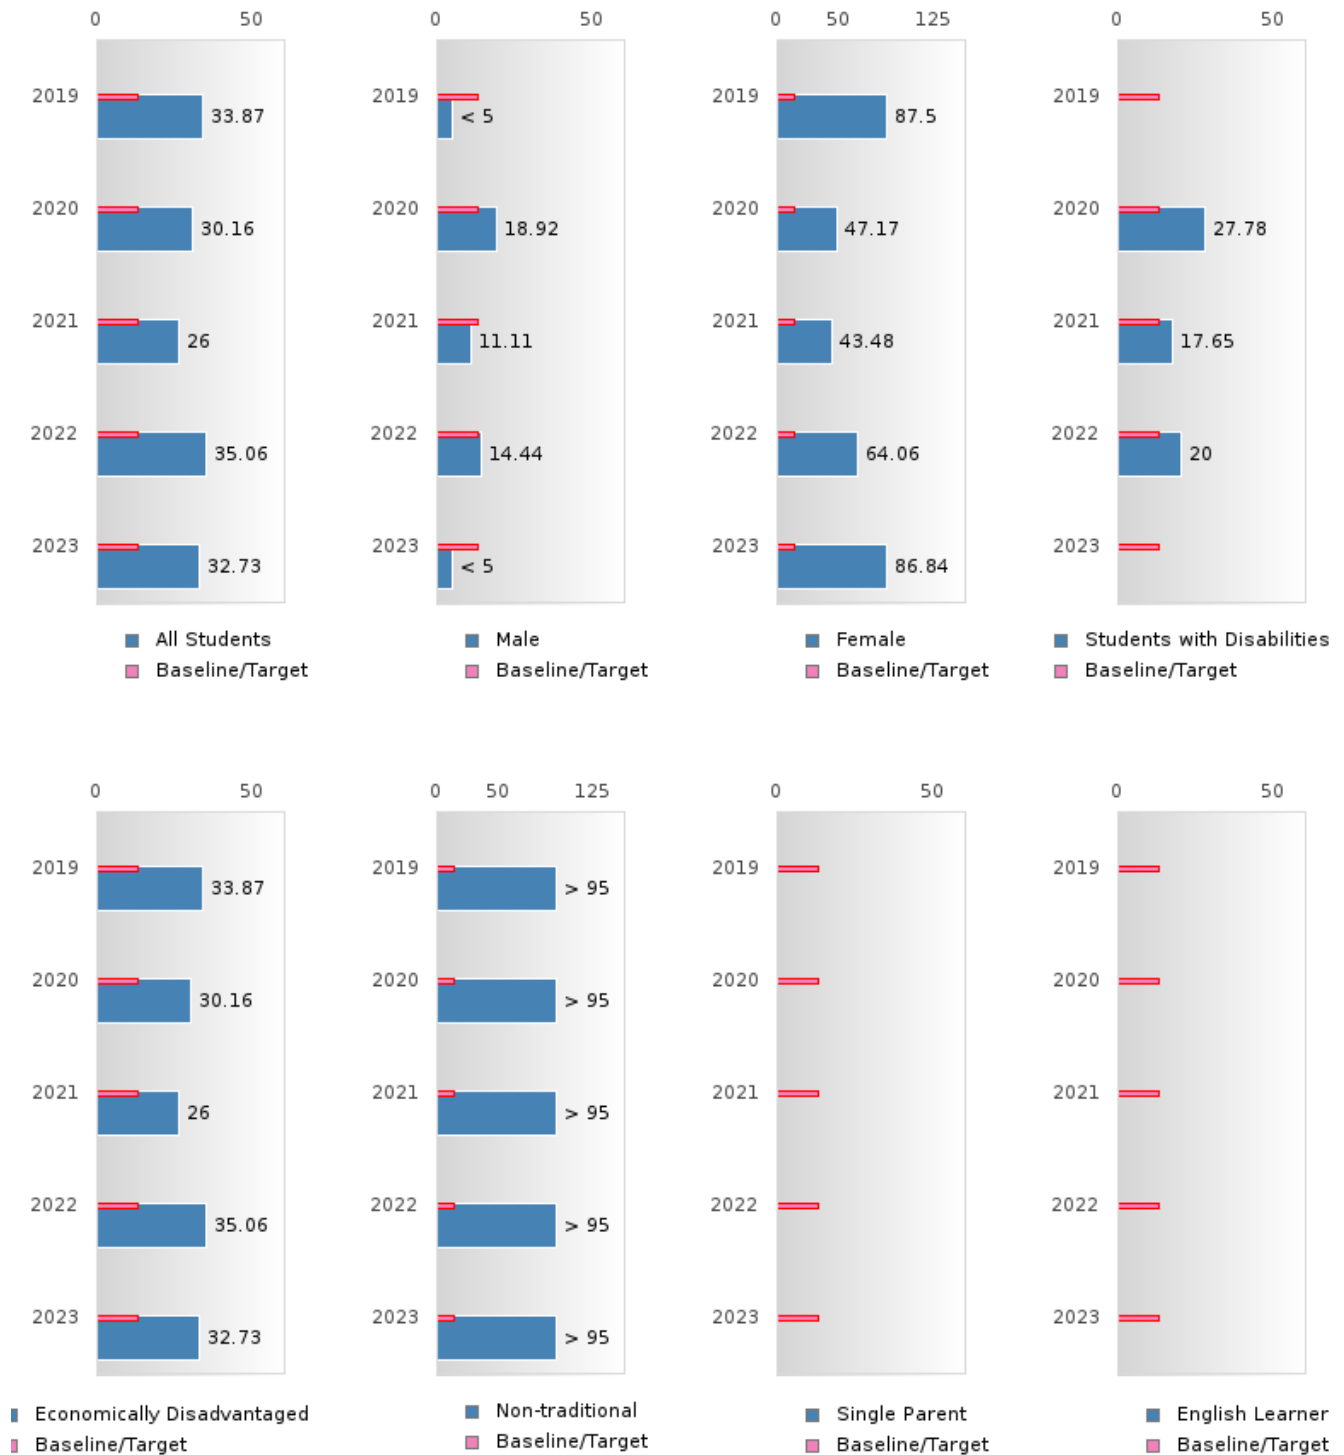 0 50 0 50 0 50 125 0 50
2019 33.87 2019 < 5 2019 87.5 2019
2020 30.16 2020 18.92 2020 47.17 2020 27.78
2021 26 2021 11.11 2021 43.48 2021 17.65
2022 35.06 2022 14.44 2022 64.06 2022 20
2023 32.73 2023 < 5 2023 86.84 2023
All Students Male Female Students with Disabilities
Baseline/Target Baseline/Target Baseline/Target Baseline/Target
0 50 0 50 125 0 50 0 50
2019 33.87 2019 > 95 2019 2019
2020 30.16 2020 > 95 2020 2020
2021 26 2021 > 95 2021 2021
2022 35.06 2022 > 95 2022 2022
2023 32.73 2023 > 95 2023 2023
Economically Disadvantaged Non-traditional Single Parent English Learner
Baseline/Target Baseline/Target Baseline/Target Baseline/Target